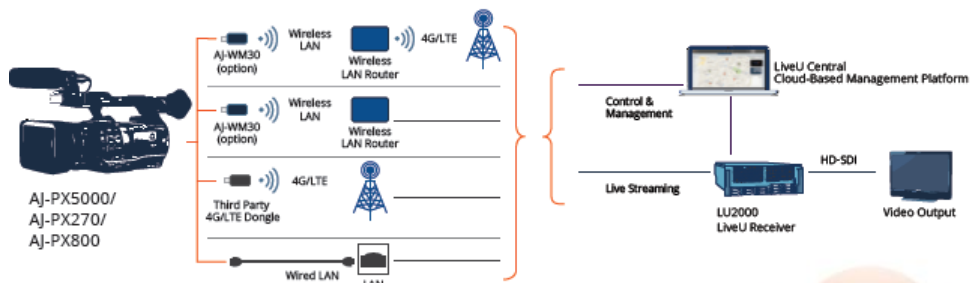 AJ-PX5000/
AJ-PX270/
AJ-PX800
AJ-WM30
(option)
Wireless
LAN
Wireless
LAN Router
4G/LTE
AJ-WM30
(option)
Wireless
LAN
Wireless
LAN Router
Third Party
4G/LTE Dongle
4G/LTE
Wired LAN
LAN
Control &
Management
Live Streaming
LiveU Central
Cloud-Based Management Platform
LU2000
LiveU Receiver
HD-SDI
Video Output